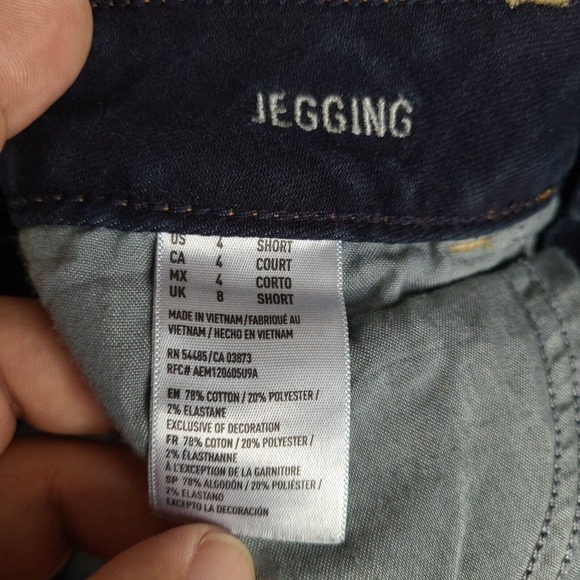 JEGGING
US 4 SHORT
CA 4 COURT
MX 4 CORTO
UK 8 SHORT
MADE IN VIETNAM/FABRIQUÉ AU
VIETNAM / HECHO EN VIETNAM
RN 54485/CA 03873
RFC# AEM120605U9A
EN 78% COTTON / 20% POLYESTER /
2% ELASTANE
EXCLUSIVE OF DECORATION
FR 78% COTON / 20% POLYESTER /
2% ÉLASTHANNE
À L'EXCEPTION DE LA GARNITURE
SP 78% ALGODÓN / 20% POLIÉSTER /
2% ELASTANO
EXCEPTO LA DECORACIÓN